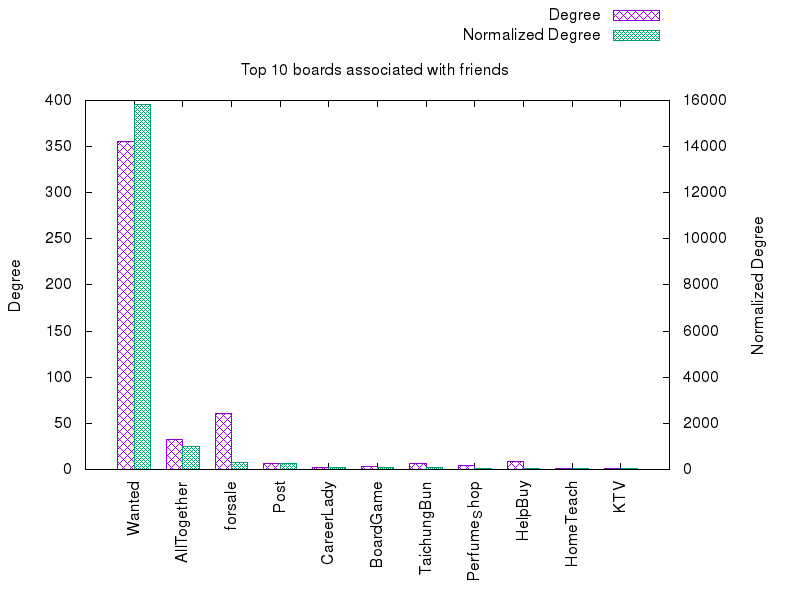 Degree
Normalized Degree
Top 10 boards associated with friends
400
350
300
250
200
150
100
50
0
Degree
16000
14000
12000
10000
8000
6000
4000
2000
0
Normalized Degree
Wanted
AllTogether
forsale
Post
CareerLady
BoardGame
TaichungBun
PerfumeShop
HelpBuy
HomeTeach
KTV